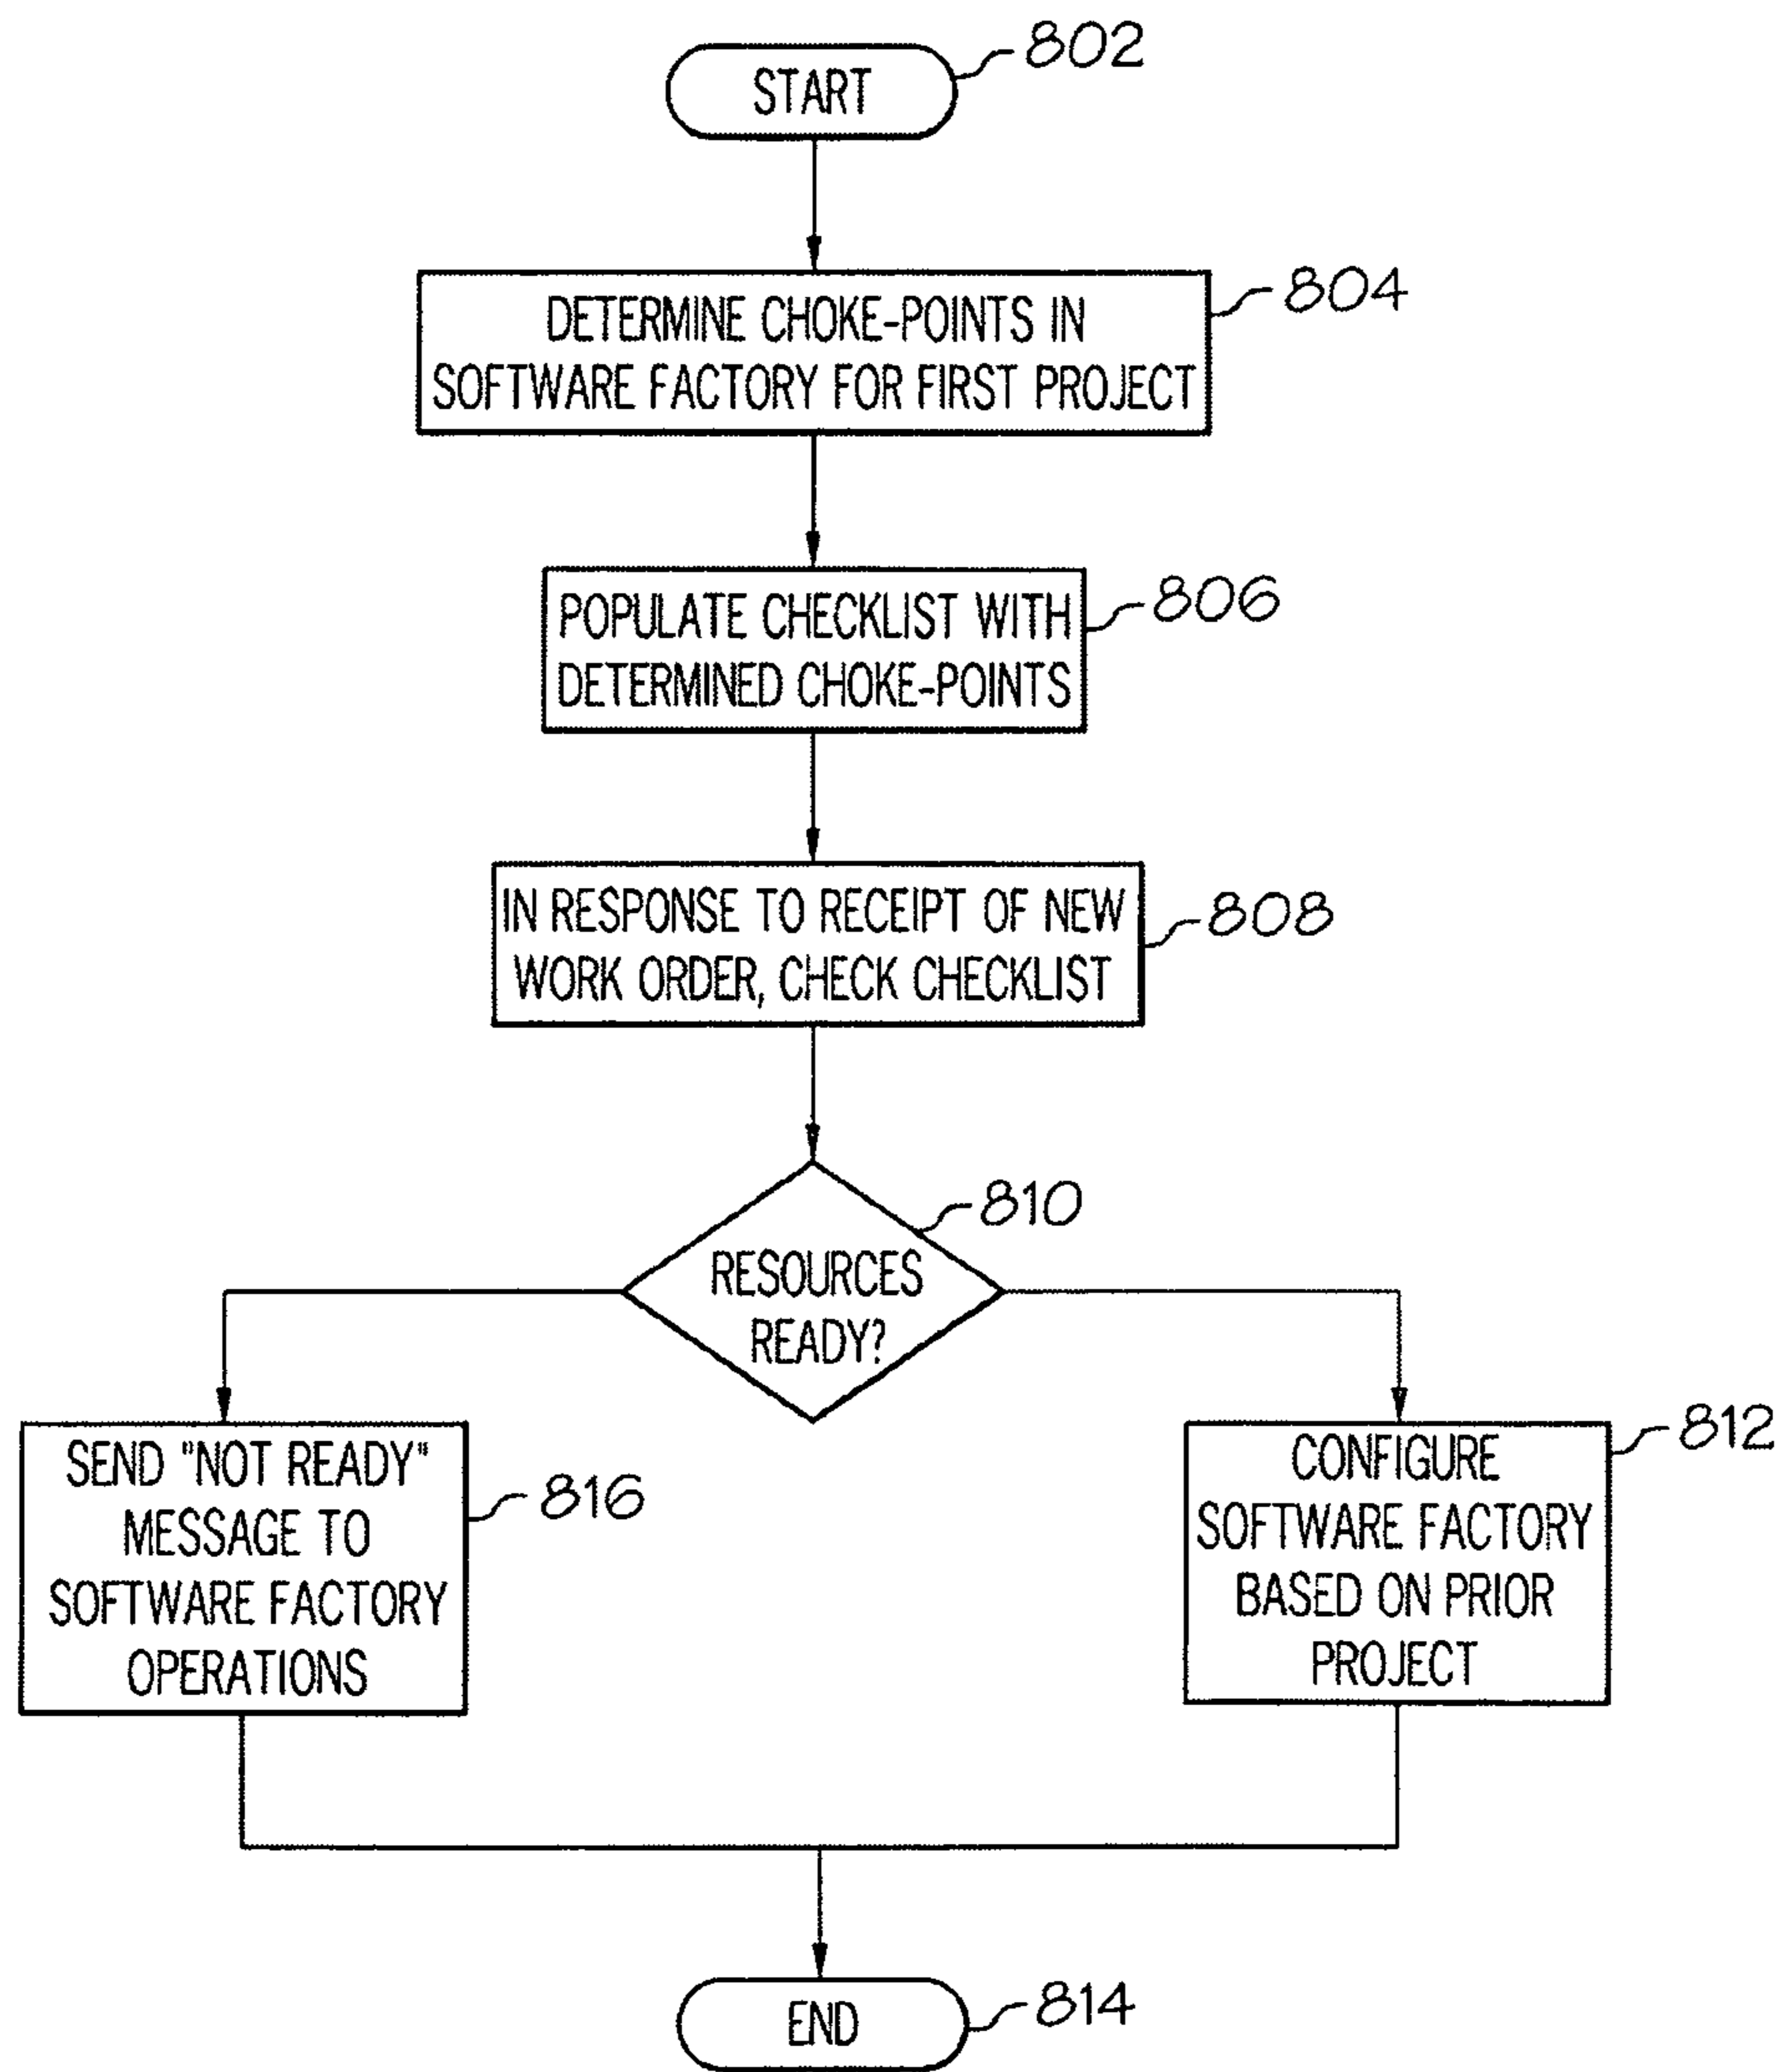 START
802
DETERMINE CHOKE-POINTS IN
SOFTWARE FACTORY FOR FIRST PROJECT
804
POPULATE CHECKLIST WITH
DETERMINED CHOKE-POINTS
806
IN RESPONSE TO RECEIPT OF NEW
WORK ORDER, CHECK CHECKLIST
808
RESOURCES
READY?
810
SEND "NOT READY"
MESSAGE TO
SOFTWARE FACTORY
OPERATIONS
816
CONFIGURE
SOFTWARE FACTORY
BASED ON PRIOR
PROJECT
812
END
814